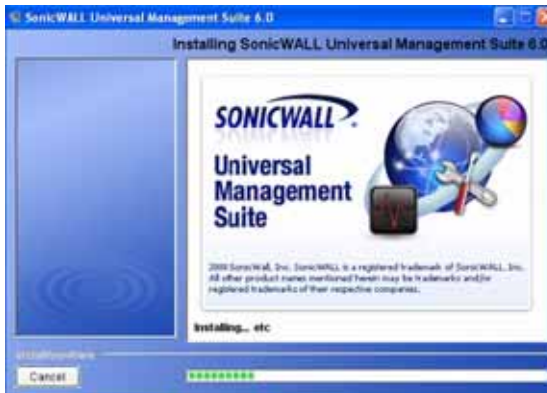 SonicWALL Universal Management Suite 6.0
Installing SonicWALL Universal Management Suite 6.0
SONICWALL
Universal
Management
Suite
SonicWall, Inc. SonicWALL is a registered trademark of SonicWALL, Inc.
All other product names mentioned herein may be trademarks and/or
registered trademarks of their respective companies.
Installing... etc
InstallAnywhere
Cancel